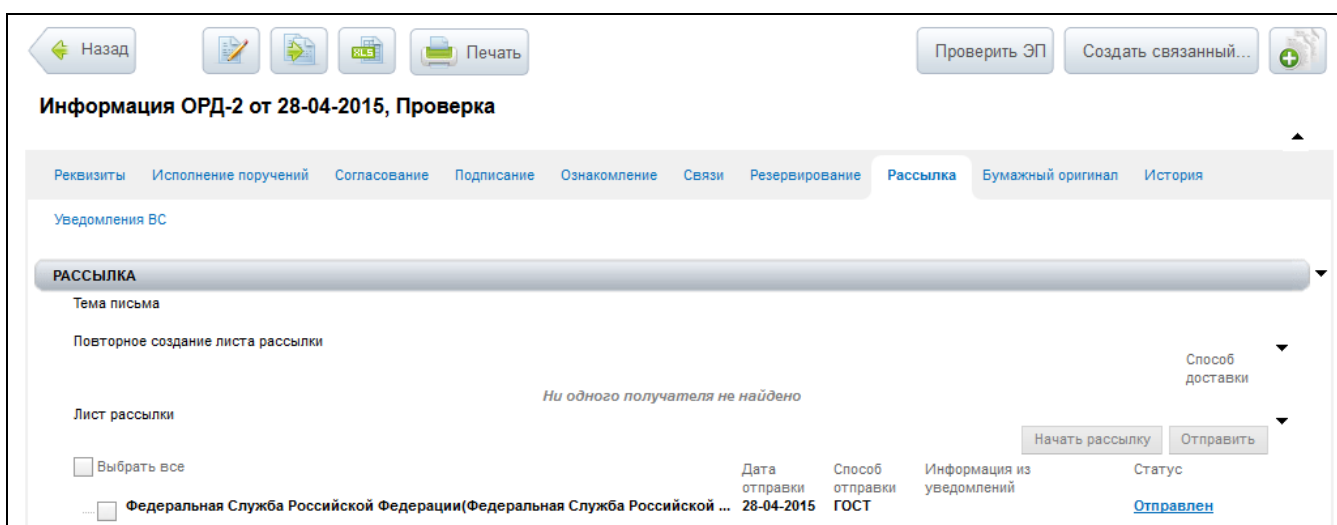 Назад
XLS
Печать
Проверить ЭП
Создать связанный...
Информация ОРД-2 от 28-04-2015, Проверка
Реквизиты Исполнение поручений Согласование Подписание Ознакомление Связи Резервирование Рассылка Бумажный оригинал История
Уведомления ВС
РАССЫЛКА
Тема письма
Повторное создание листа рассылки
Способ
доставки
Ни одного получателя не найдено
Лист рассылки
Начать рассылку Отправить
Выбрать все
Дата Способ Информация из Статус
отправки отправки уведомлений
Федеральная Служба Российской Федерации(Федеральная Служба Российской ... 28-04-2015 ГОСТ Отправлен